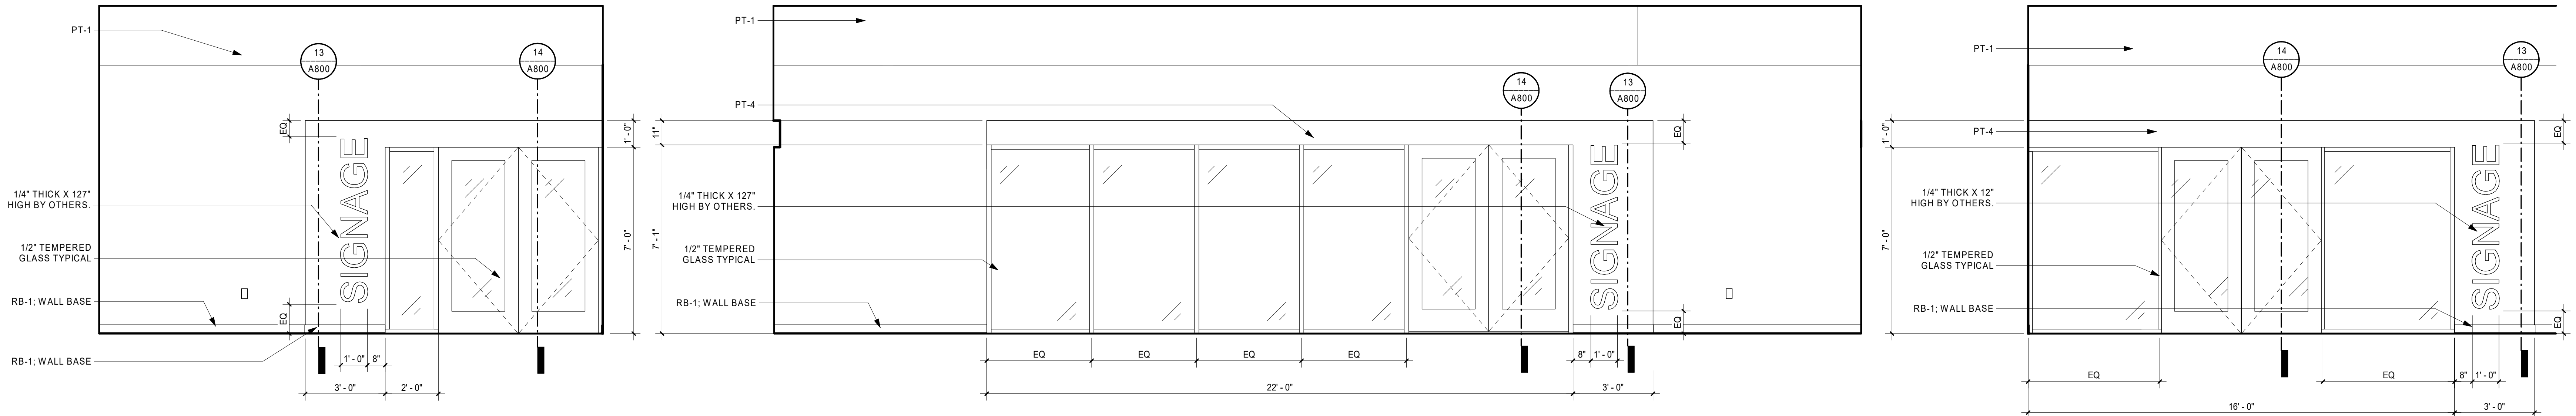 PT-1
13
A800
14
A800
EQ
SIGNAGE
1' - 0"
1/4" THICK X 127"
HIGH BY OTHERS.
1/2" TEMPERED
GLASS TYPICAL
7' - 0"
RB-1; WALL BASE
EQ
RB-1; WALL BASE
1' - 0"
8"
3' - 0"
2' - 0"
PT-1
14
A800
13
A800
PT-4
11"
EQ
SIGNAGE
1/4" THICK X 127"
HIGH BY OTHERS.
7' - 1"
1/2" TEMPERED
GLASS TYPICAL
RB-1; WALL BASE
EQ
EQ
EQ
EQ
EQ
8"
1' - 0"
22' - 0"
3' - 0"
PT-1
14
A800
13
A800
1' - 0"
PT-4
EQ
SIGNAGE
1/4" THICK X 12"
HIGH BY OTHERS.
7' - 0"
1/2" TEMPERED
GLASS TYPICAL
RB-1; WALL BASE
EQ
EQ
EQ
8"
1' - 0"
16' - 0"
3' - 0"